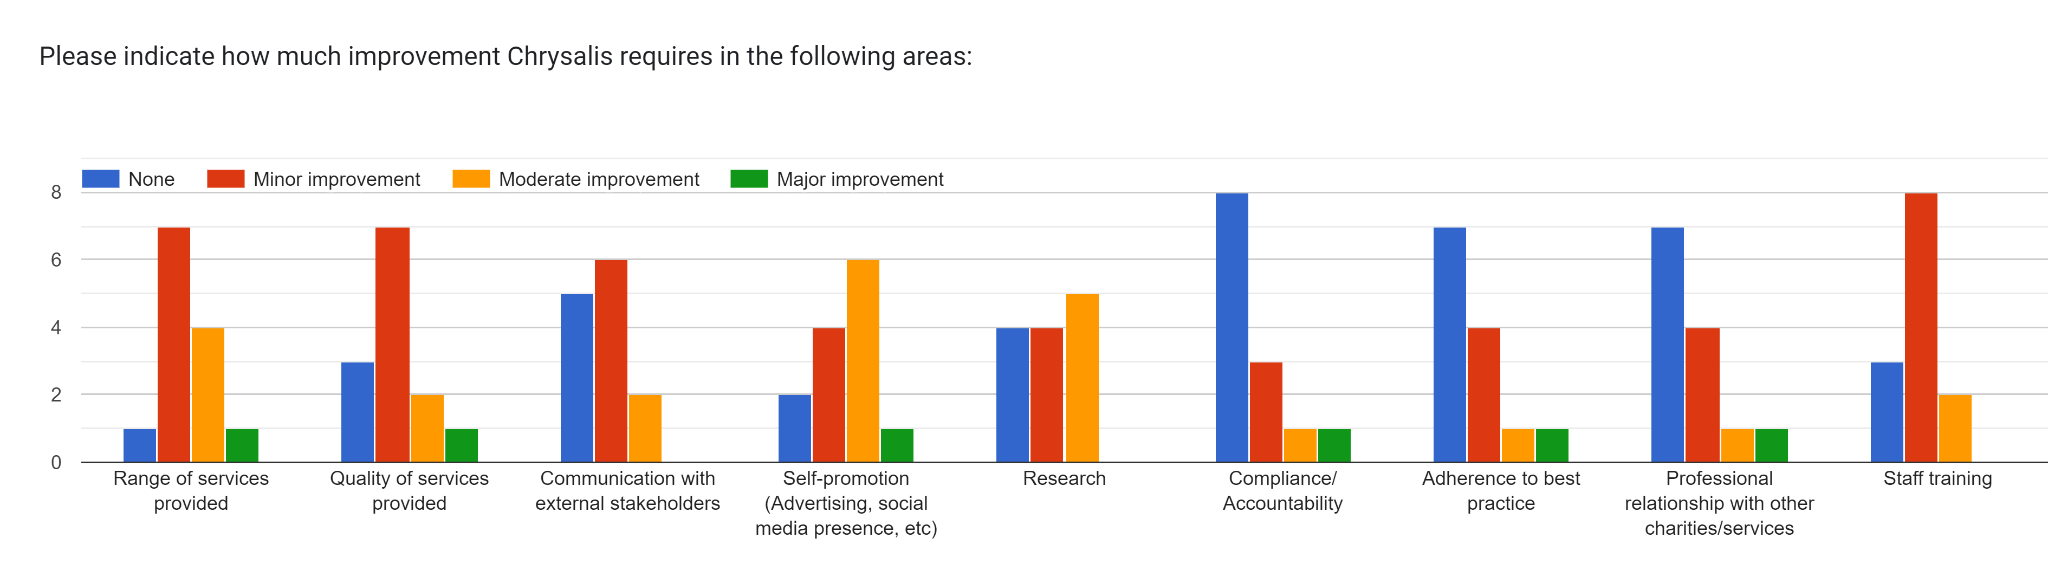 Please indicate how much improvement Chrysalis requires in the following areas:
None
Minor improvement
Moderate improvement
Major improvement
8
6
4
2
0
Range of services
provided
Quality of services
provided
Communication with
external stakeholders
Self-promotion
(Advertising, social
media presence, etc)
Research
Compliance/
Accountability
Adherence to best
practice
Professional
relationship with other
charities/services
Staff training